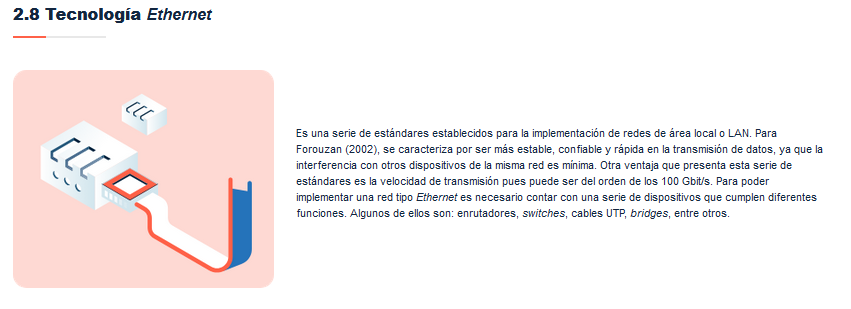 2.8 Tecnología Ethernet
Es una serie de estándares establecidos para la implementación de redes de área local o LAN. Para
Forouzan (2002), se caracteriza por ser más estable, confiable y rápida en la transmisión de datos, ya que la
interferencia con otros dispositivos de la misma red es mínima. Otra ventaja que presenta esta serie de
estándares es la velocidad de transmisión pues puede ser del orden de los 100 Gbit/s. Para poder
implementar una red tipo Ethernet es necesario contar con una serie de dispositivos que cumplen diferentes
funciones. Algunos de ellos son: enrutadores, switches, cables UTP, bridges, entre otros.